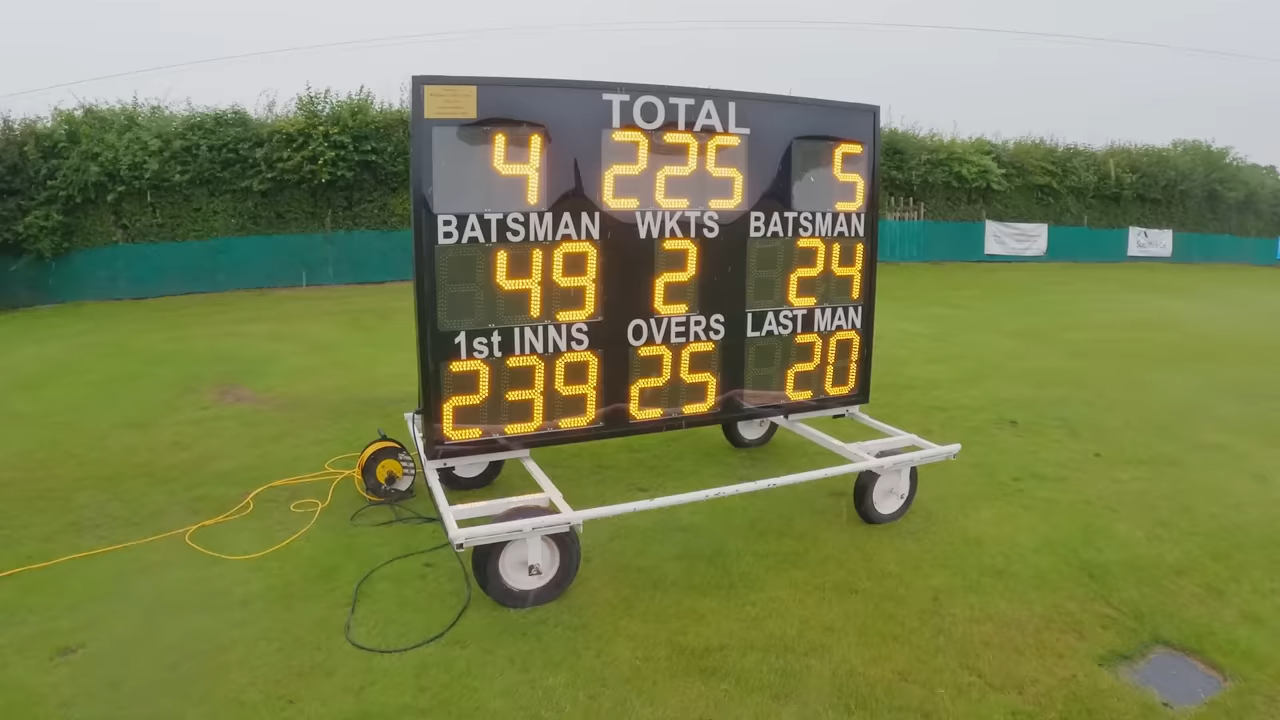 TOTAL
4 225 5
BATSMAN WKTS BATSMAN
49 2 24
1st INNS OVERS LAST MAN
239 25 20